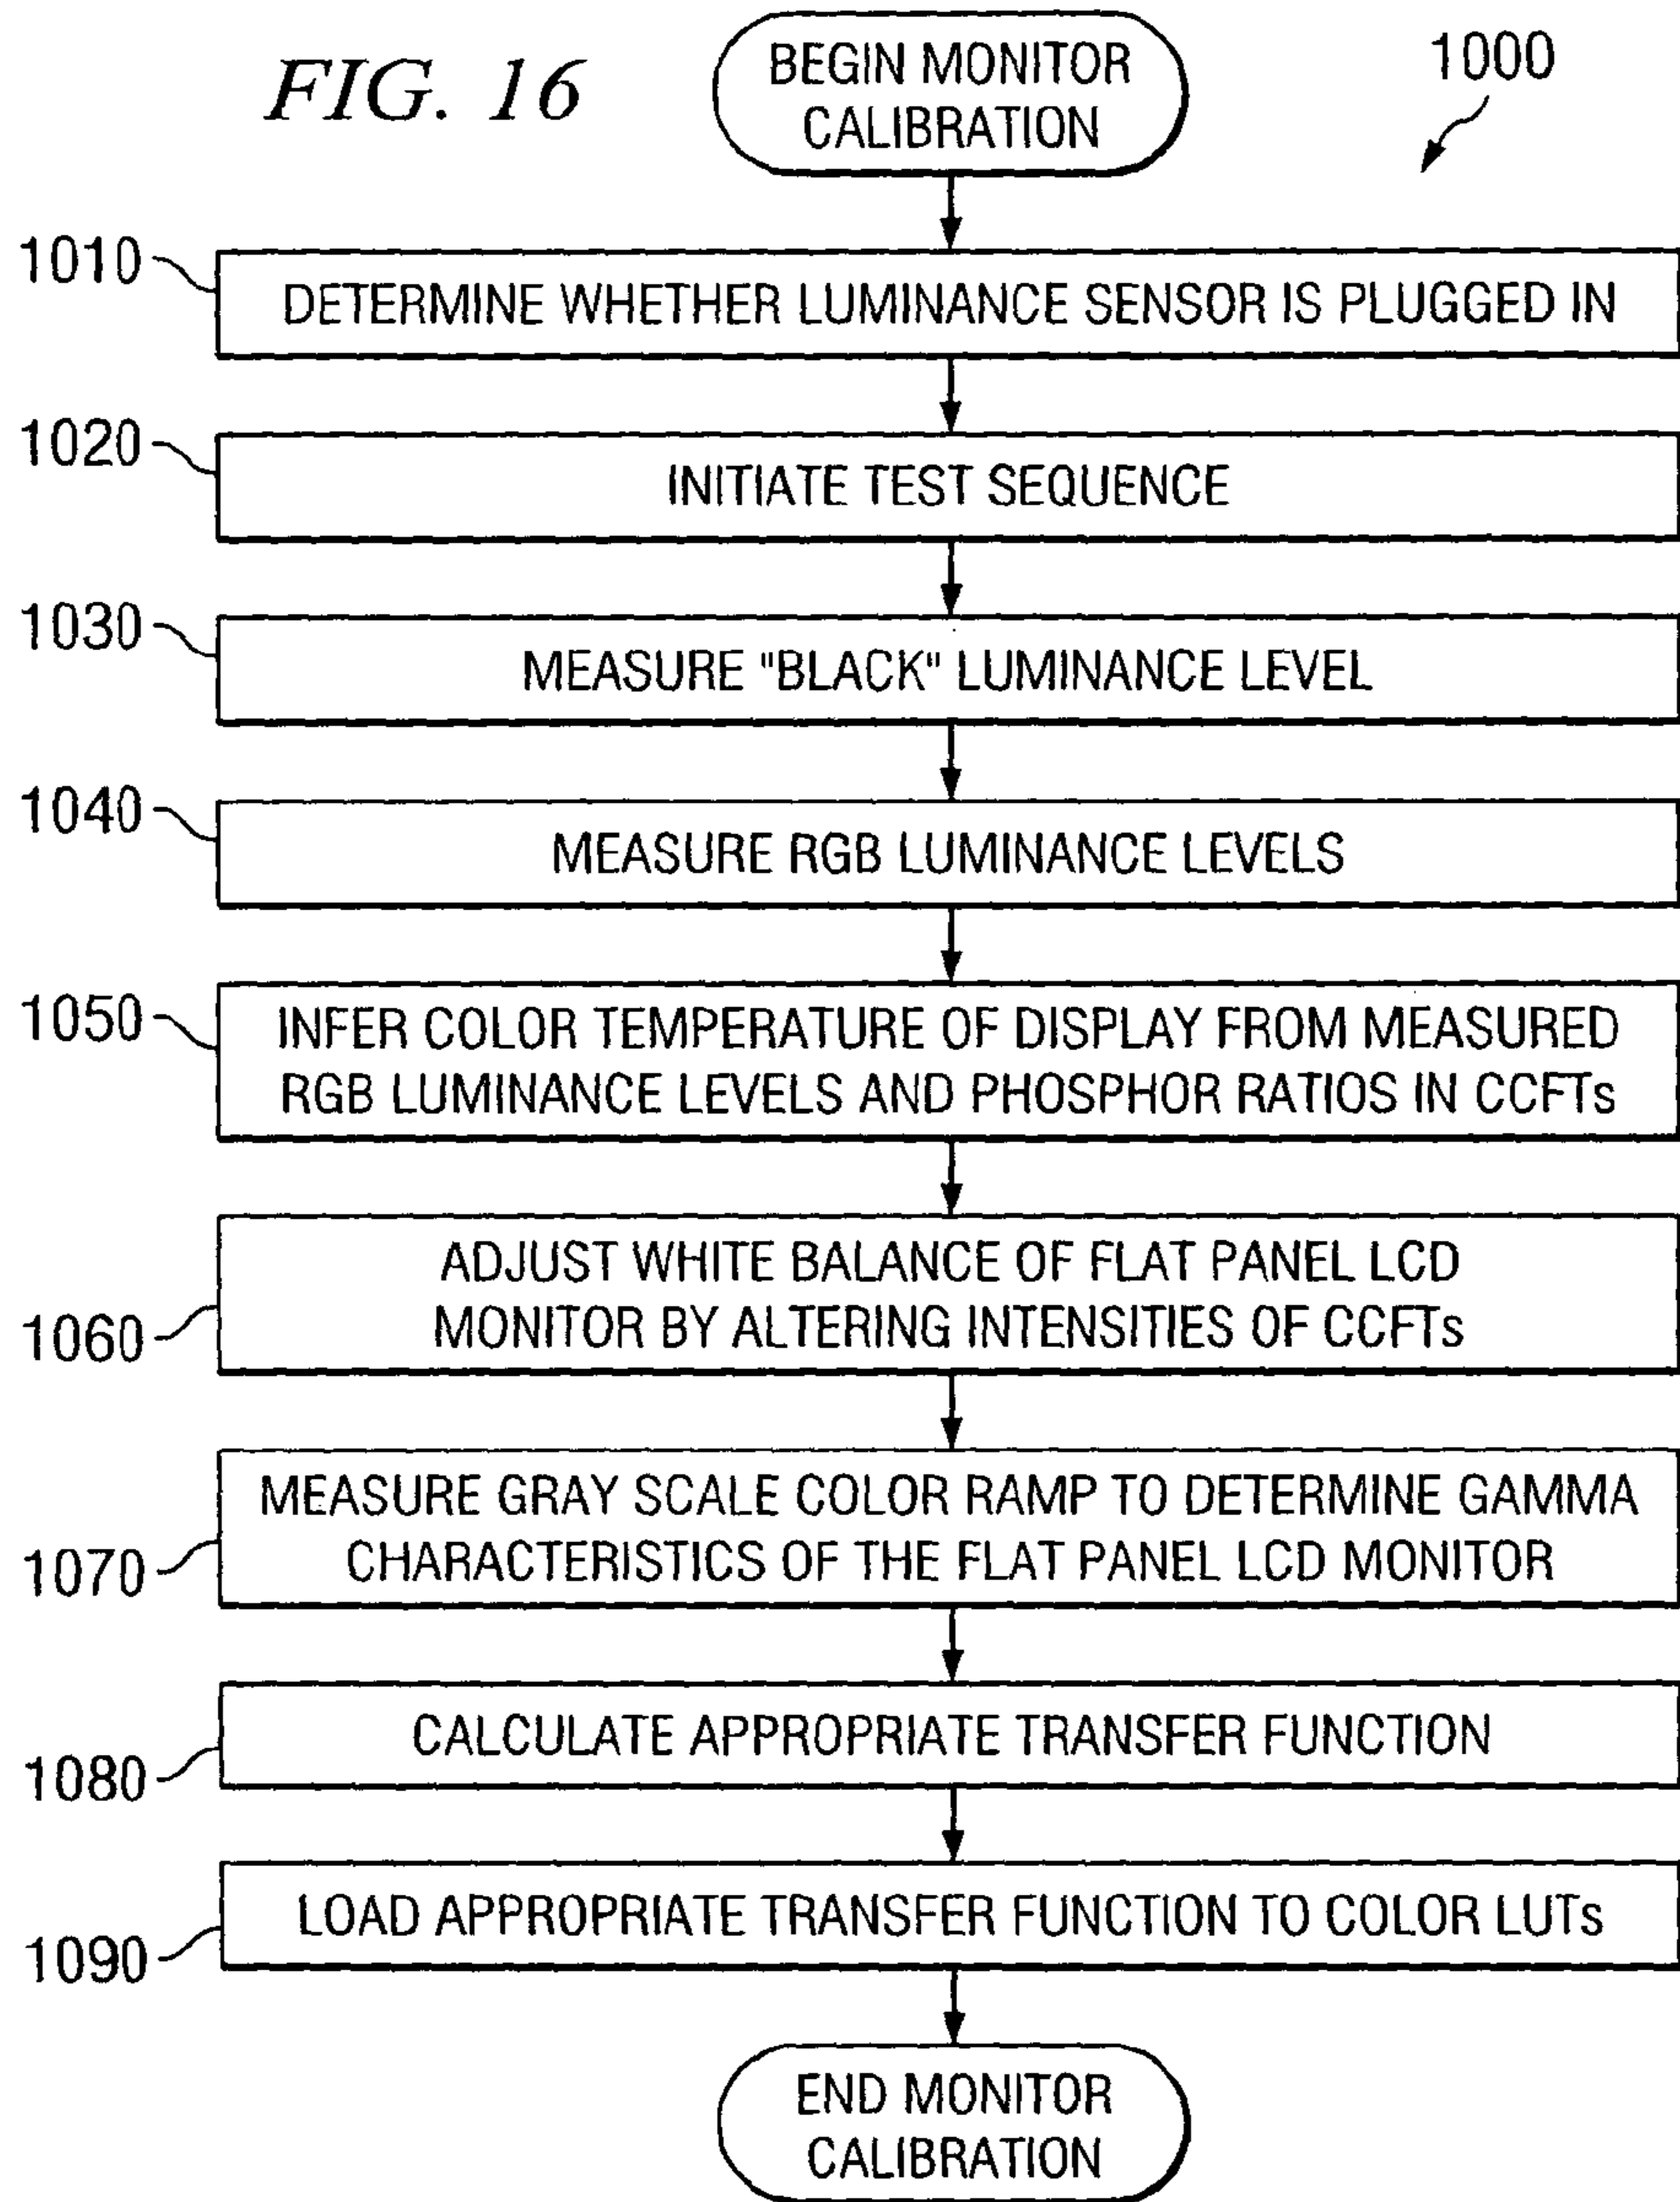 FIG. 16
BEGIN MONITOR
CALIBRATION
1000
1010
DETERMINE WHETHER LUMINANCE SENSOR IS PLUGGED IN
1020
INITIATE TEST SEQUENCE
1030
MEASURE "BLACK" LUMINANCE LEVEL
1040
MEASURE RGB LUMINANCE LEVELS
1050
INFER COLOR TEMPERATURE OF DISPLAY FROM MEASURED
RGB LUMINANCE LEVELS AND PHOSPHOR RATIOS IN CCFTs
1060
ADJUST WHITE BALANCE OF FLAT PANEL LCD
MONITOR BY ALTERING INTENSITIES OF CCFTs
1070
MEASURE GRAY SCALE COLOR RAMP TO DETERMINE GAMMA
CHARACTERISTICS OF THE FLAT PANEL LCD MONITOR
1080
CALCULATE APPROPRIATE TRANSFER FUNCTION
1090
LOAD APPROPRIATE TRANSFER FUNCTION TO COLOR LUTs
END MONITOR
CALIBRATION